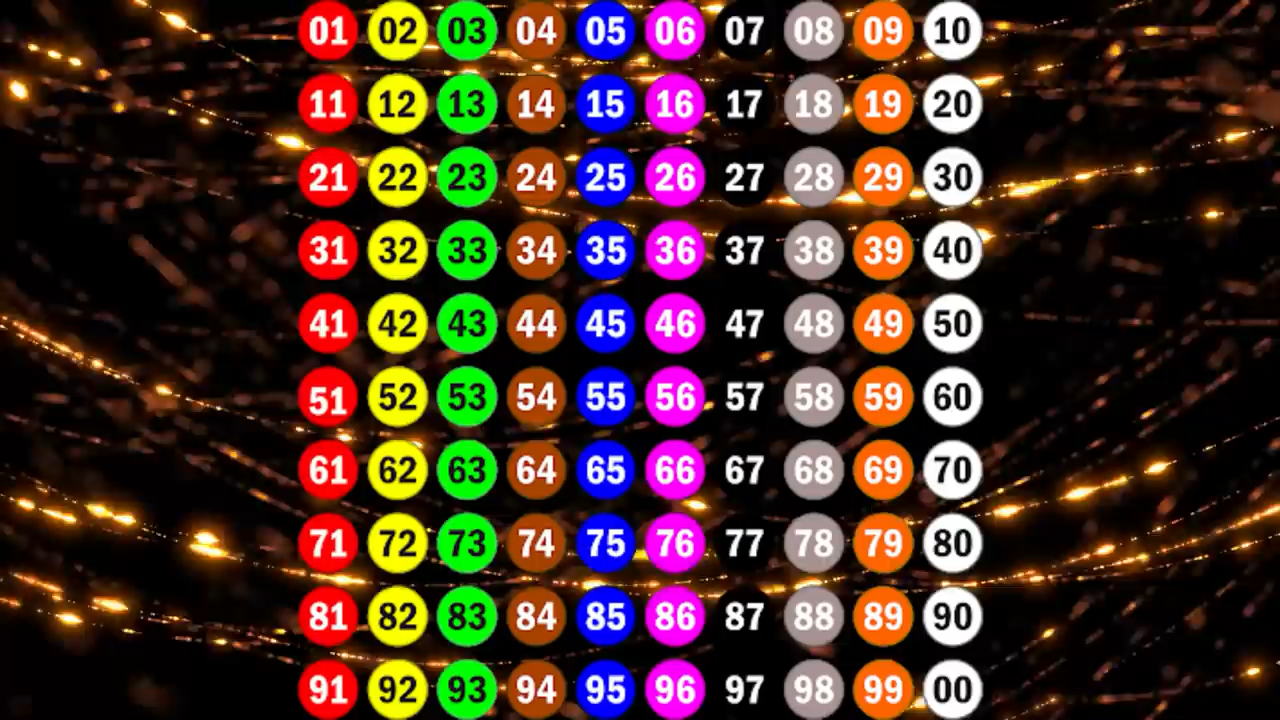 01 02 03 04 05 06 07 08 09 10
11 12 13 14 15 16 17 18 19 20
21 22 23 24 25 26 27 28 29 30
31 32 33 34 35 36 37 38 39 40
41 42 43 44 45 46 47 48 49 50
51 52 53 54 55 56 57 58 59 60
61 62 63 64 65 66 67 68 69 70
71 72 73 74 75 76 77 78 79 80
81 82 83 84 85 86 87 88 89 90
91 92 93 94 95 96 97 98 99 00